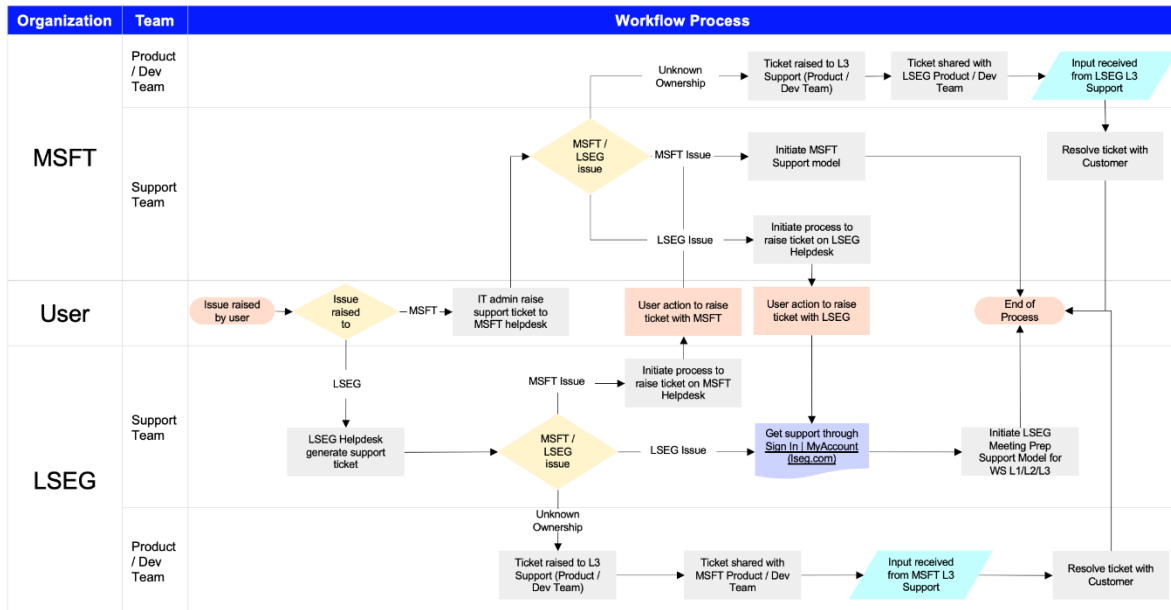 Organization
Team
Workflow Process
MSFT
Product
/ Dev
Team
Unknown
Ownership
Ticket raised to L3
Support (Product /
Dev Team)
Ticket shared with
LSEG Product / Dev
Team
Input received
from LSEG L3
Support
Support
Team
MSFT /
LSEG
issue
MSFT Issue
Initiate MSFT
Support model
Resolve ticket with
Customer
LSEG Issue
Initiate process to
raise ticket on LSEG
Helpdesk
User
Issue raised
by user
Issue
raised
to
MSFT
IT admin raise
support ticket to
MSFT helpdesk
User action to raise
ticket with MSFT
User action to raise
ticket with LSEG
End of
Process
LSEG
Support
Team
LSEG
LSEG Helpdesk
generate support
ticket
MSFT Issue
Initiate process to
raise ticket on MSFT
Helpdesk
MSFT /
LSEG
issue
LSEG Issue
Get support through
Sign In | MyAccount
(lseg.com)
Initiate LSEG
Meeting Prep
Support Model for
WS L1/L2/L3
Product
/ Dev
Team
Unknown
Ownership
Ticket raised to L3
Support (Product /
Dev Team)
Ticket shared with
MSFT Product / Dev
Team
Input received
from MSFT L3
Support
Resolve ticket with
Customer